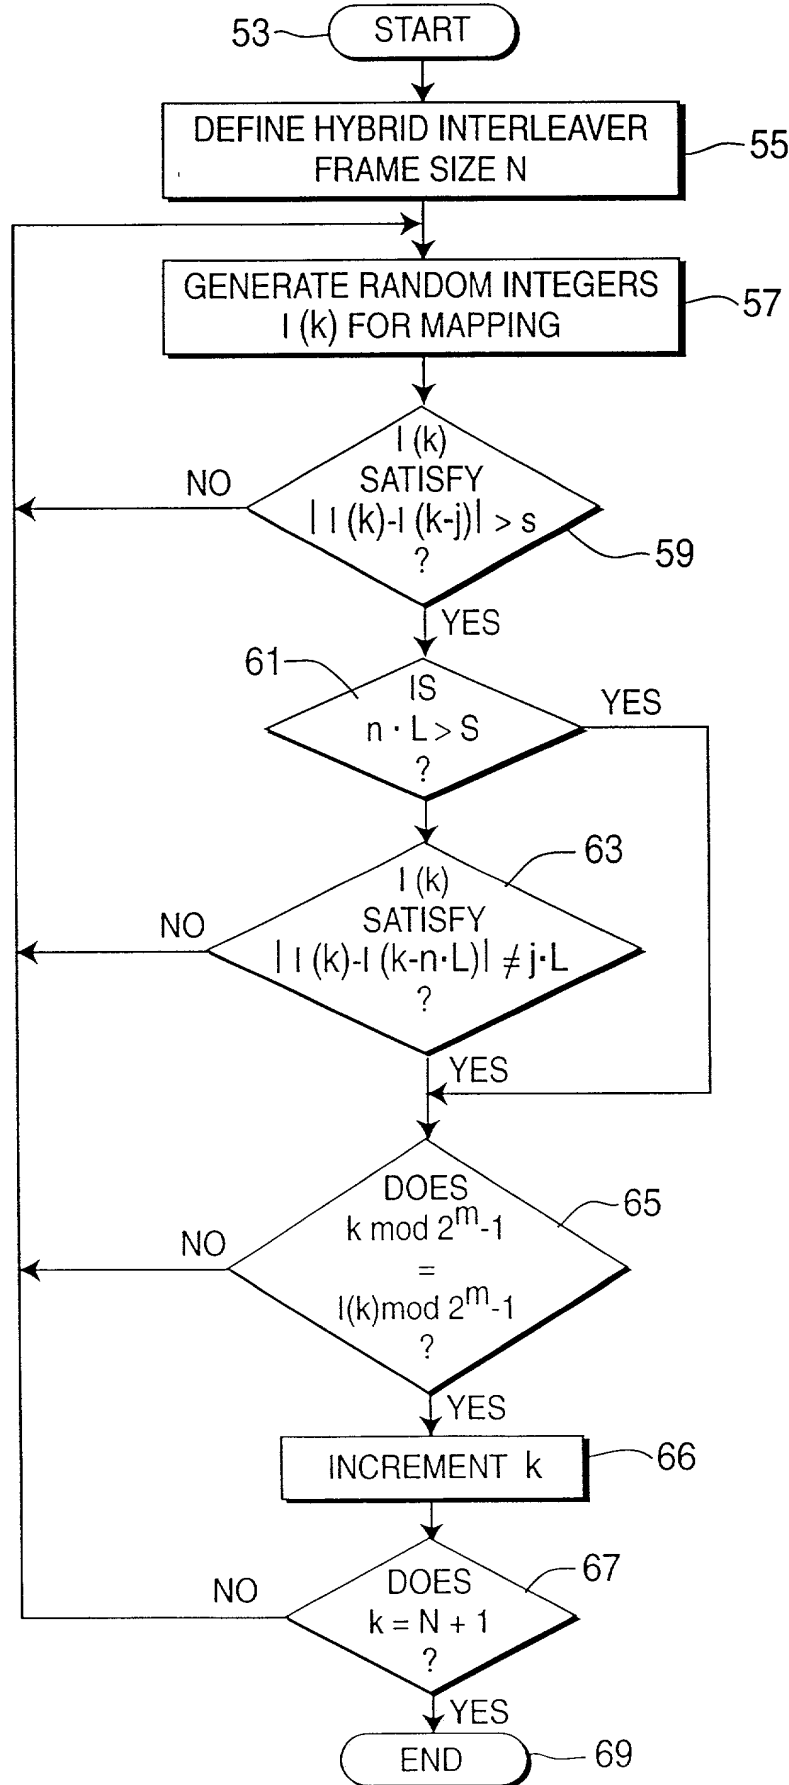 53
START
DEFINE HYBRID INTERLEAVER
FRAME SIZE N
55
GENERATE RANDOM INTEGERS
I (k) FOR MAPPING
57
I (k)
SATISFY
| I (k)-I (k-j)| > s
?
NO
59
YES
61
IS
n · L > S
?
YES
63
I (k)
SATISFY
| I (k)-I (k-n·L)| ≠ j·L
?
NO
YES
DOES
k mod 2^m-1
=
I(k)mod 2^m-1
?
65
NO
YES
INCREMENT k
66
DOES
k = N + 1
?
67
NO
YES
END
69